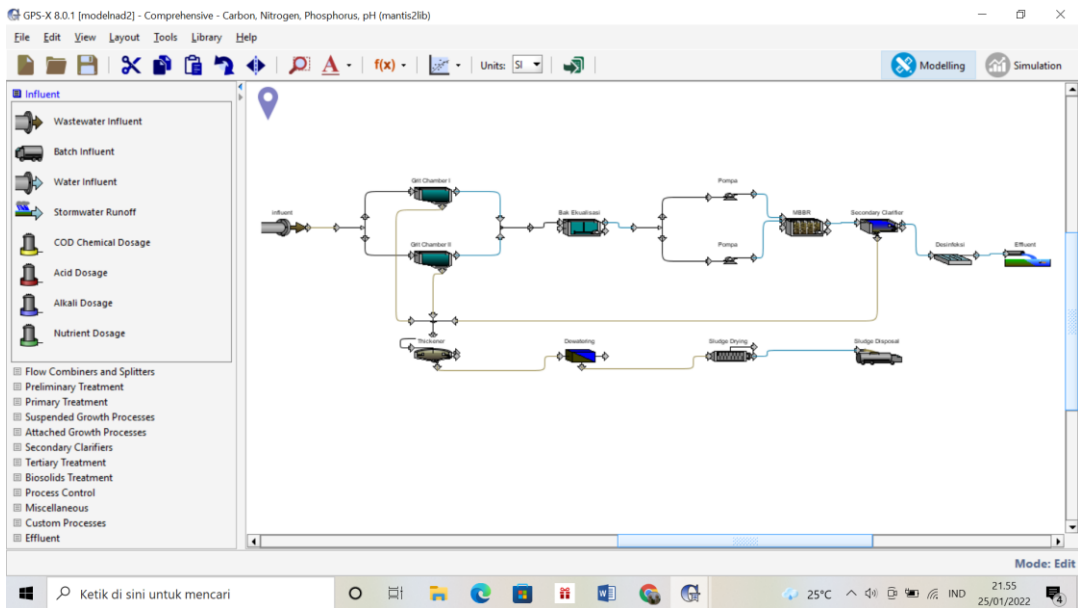 GPS-X 8.0.1 [modelnad2] - Comprehensive - Carbon, Nitrogen, Phosphorus, pH (mantis2lib)
File Edit View Layout Tools Library Help
A f(x) Units: SI Modelling Simulation
Influent
Wastewater Influent
Batch Influent
Water Influent
Stormwater Runoff
COD Chemical Dosage
Acid Dosage
Alkali Dosage
Nutrient Dosage
Flow Combiners and Splitters
Preliminary Treatment
Primary Treatment
Suspended Growth Processes
Attached Growth Processes
Secondary Clarifiers
Tertiary Treatment
Biosolids Treatment
Process Control
Miscellaneous
Custom Processes
Effluent
Grit Chamber I
Pompa
Influent
Bak Ekualisasi
MBBR
Secondary Clarifier
Grit Chamber II
Pompa
Desinfeksi
Effluent
Thickener
Dewatering
Sludge Drying
Sludge Disposal
Mode: Edit
Ketik di sini untuk mencari
25°C
IND
21.55
25/01/2022
4